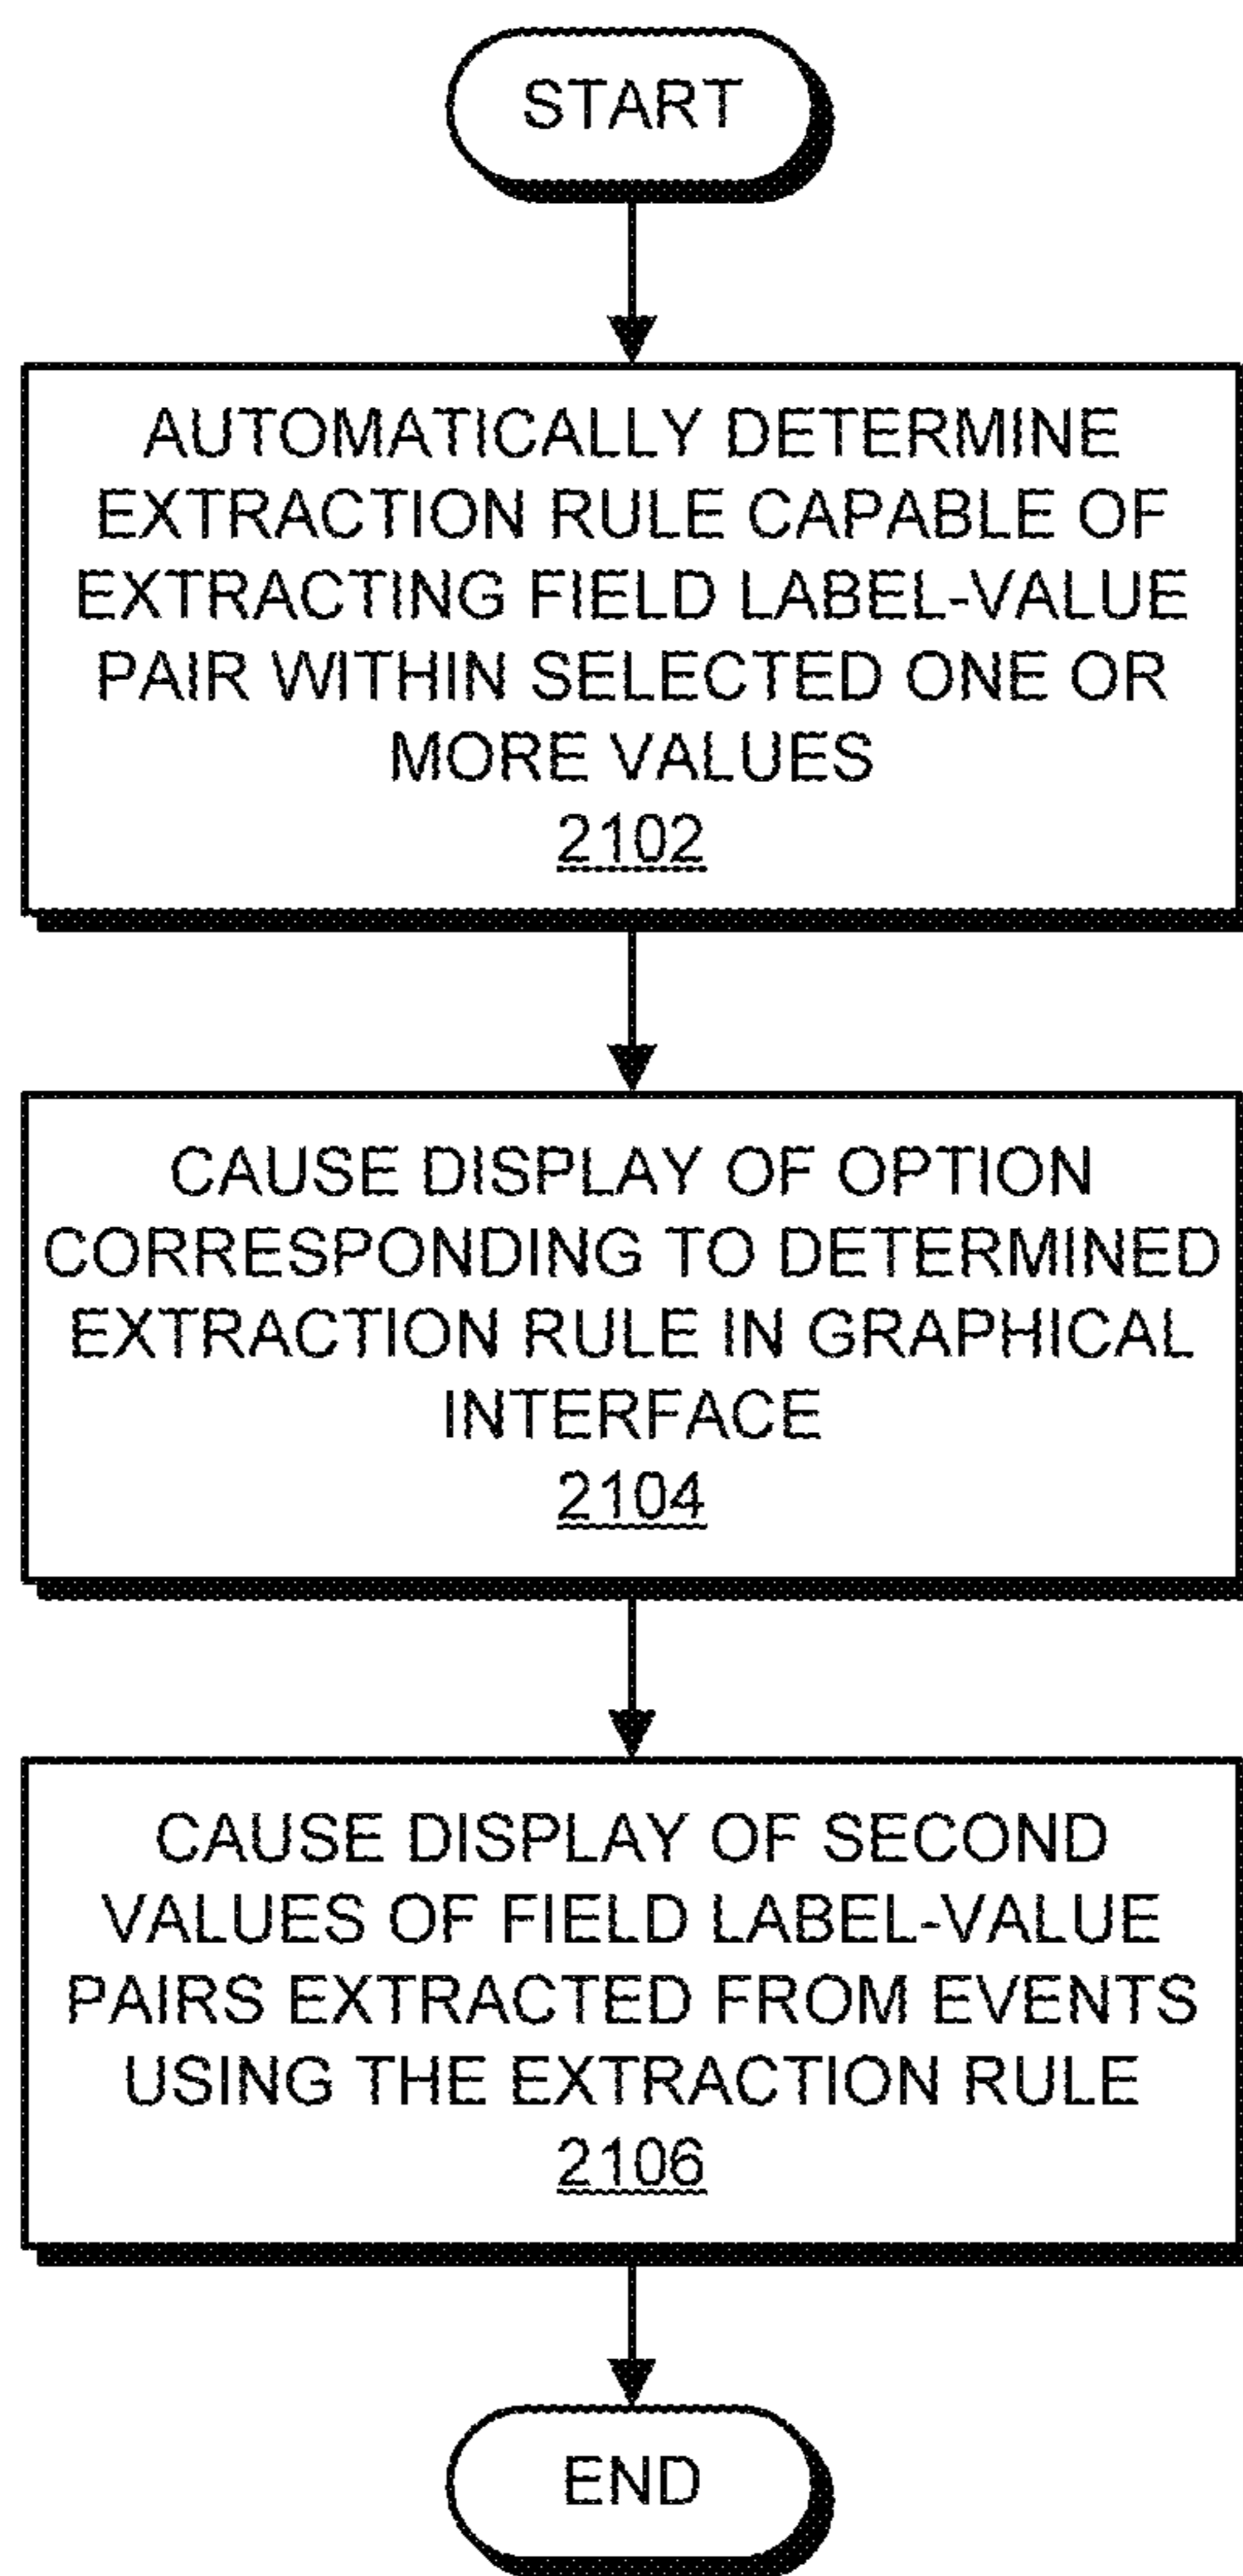 START
AUTOMATICALLY DETERMINE
EXTRACTION RULE CAPABLE OF
EXTRACTING FIELD LABEL-VALUE
PAIR WITHIN SELECTED ONE OR
MORE VALUES
2102
CAUSE DISPLAY OF OPTION
CORRESPONDING TO DETERMINED
EXTRACTION RULE IN GRAPHICAL
INTERFACE
2104
CAUSE DISPLAY OF SECOND
VALUES OF FIELD LABEL-VALUE
PAIRS EXTRACTED FROM EVENTS
USING THE EXTRACTION RULE
2106
END